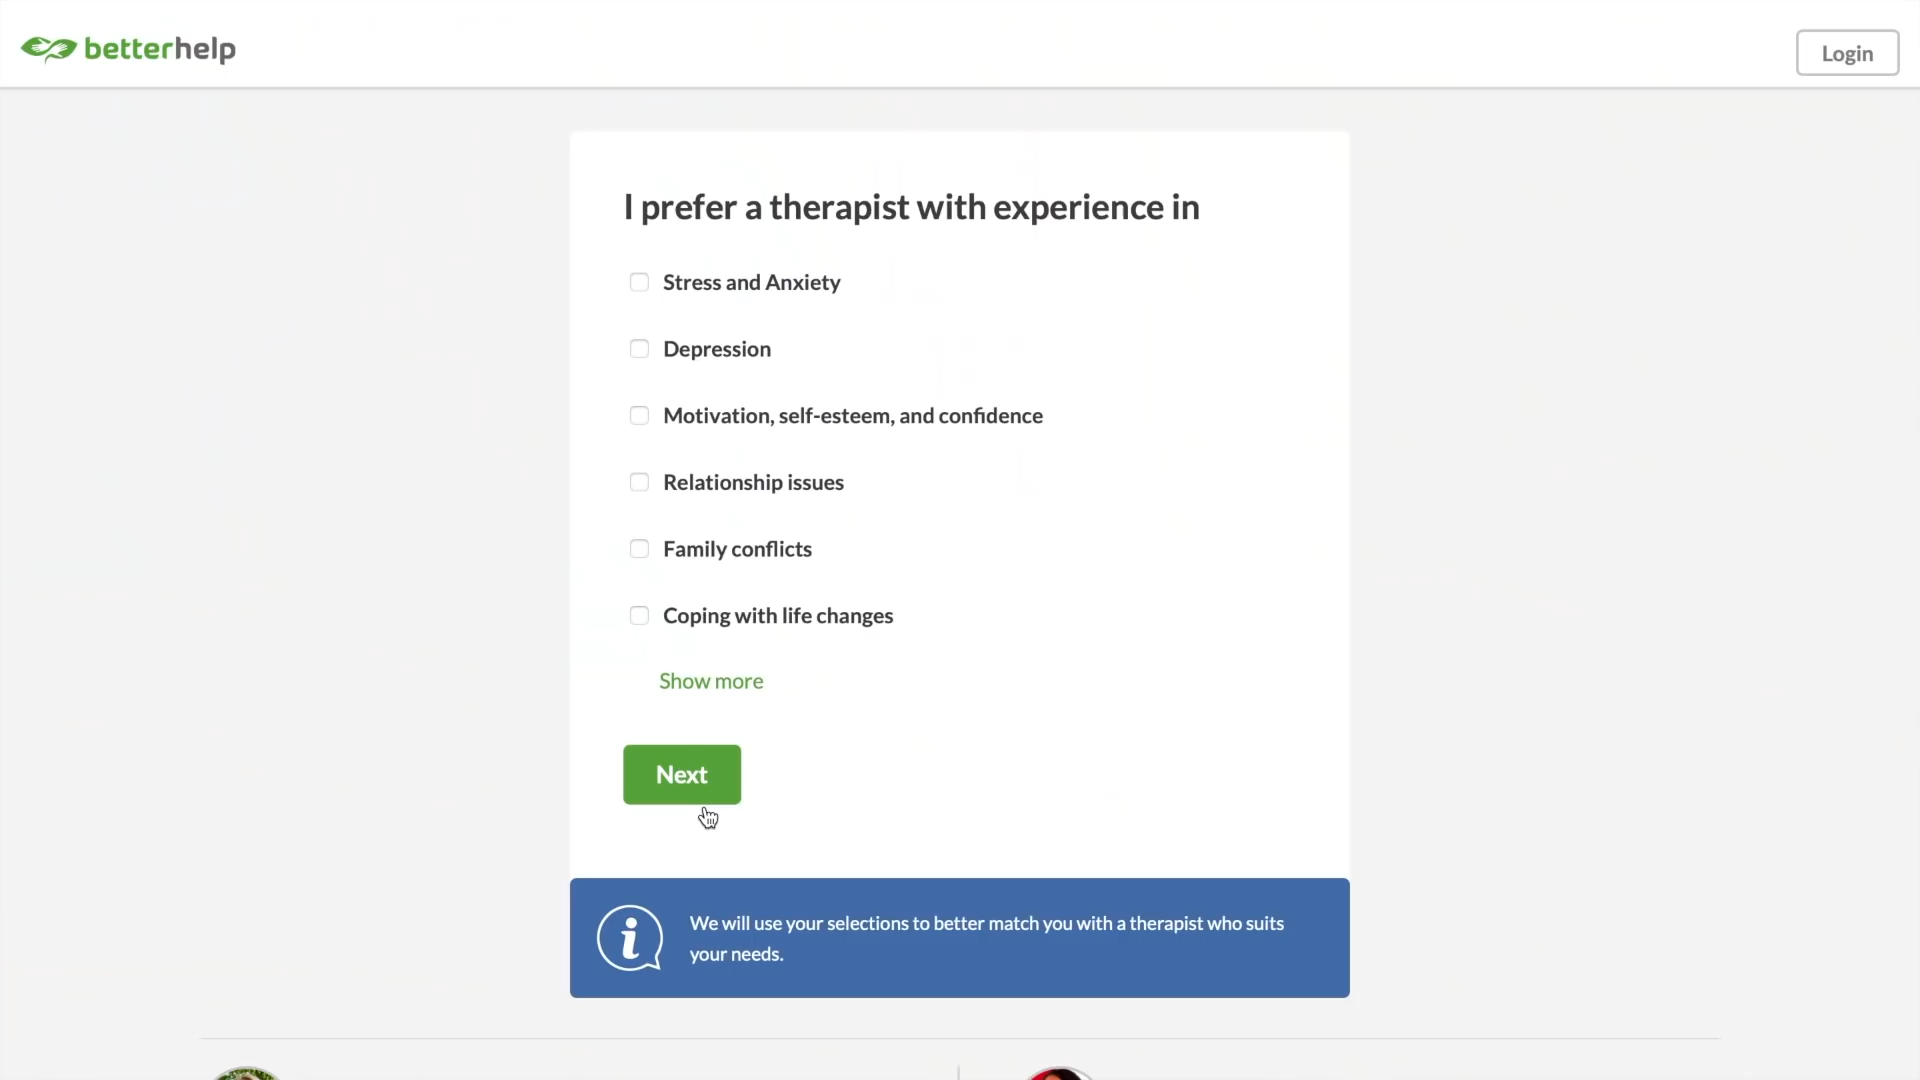 betterhelp
Login
I prefer a therapist with experience in
Stress and Anxiety
Depression
Motivation, self-esteem, and confidence
Relationship issues
Family conflicts
Coping with life changes
Show more
Next
i
We will use your selections to better match you with a therapist who suits
your needs.